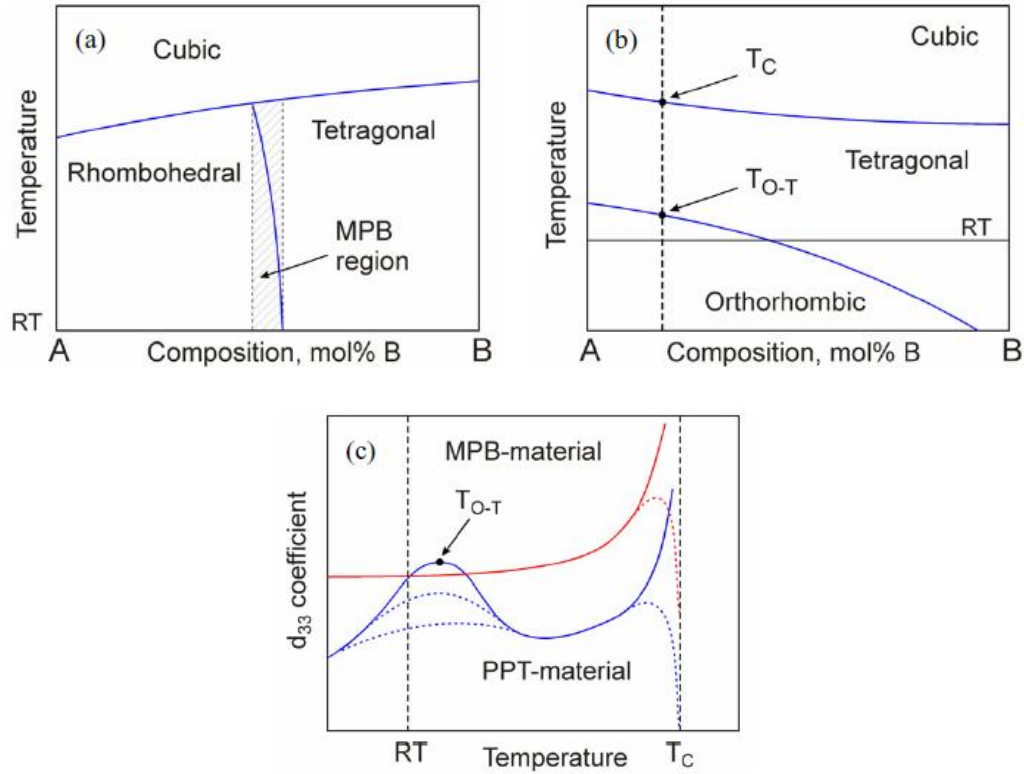 (a)
Cubic
Tetragonal
Rhombohedral
MPB
region
Temperature
RT
A
Composition, mol% B
B
(b)
Cubic
T_C
Tetragonal
T_O-T
RT
Orthorhombic
Temperature
A
Composition, mol% B
B
(c)
MPB-material
T_O-T
d_33 coefficient
PPT-material
RT
Temperature
T_C